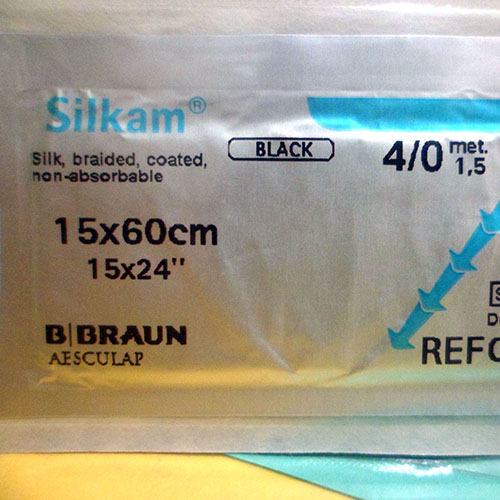 Silkam®
Silk, braided, coated,
non-absorbable
BLACK
4/0 met.
1,5
15x60cm
15x24"
B|BRAUN
AESCULAP
REF